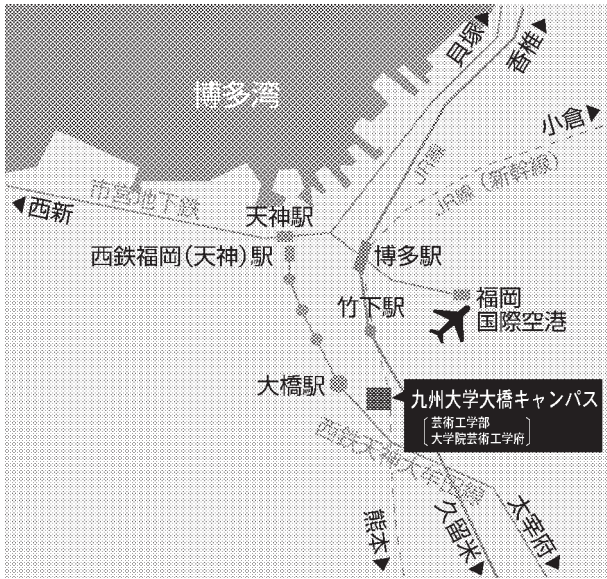 貝塚
香椎
博多湾
小倉
JR線
JR線(新幹線)
市営地下鉄
西新
天神駅
西鉄福岡(天神)駅
博多駅
福岡
国際空港
竹下駅
大橋駅
九州大学大橋キャンパス
芸術工学部
大学院芸術工学府
西鉄天神大牟田線
熊本
久留米
太宰府